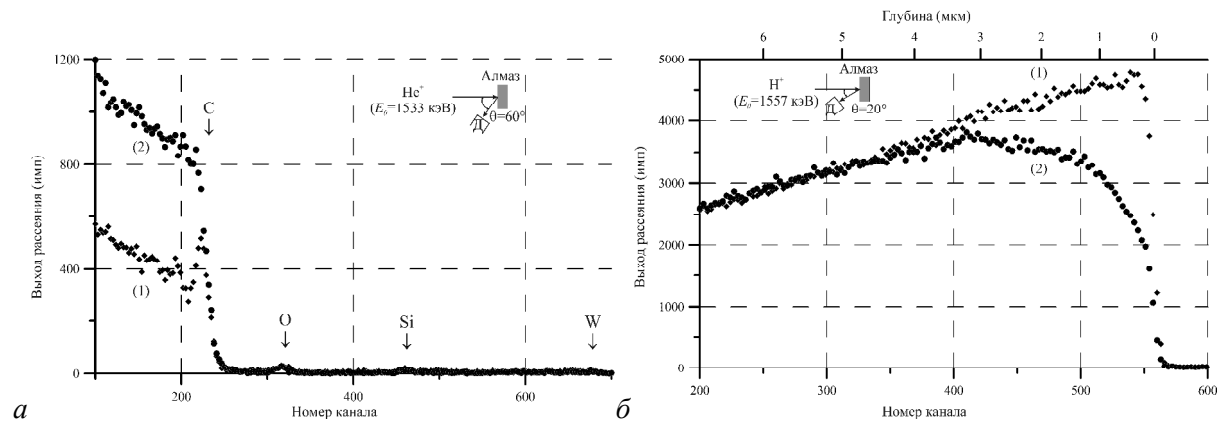 1200
800
400
0
Выход рассеяния (имп)
200
400
600
Номер канала
(2)
(1)
C
O
Si
W
Алмаз
He⁺
(E₀=1533 кэВ)
Д
θ=60°
а
Глубина (мкм)
6 5 4 3 2 1 0
5000
4000
3000
2000
1000
0
Выход рассеяния (имп)
200 300 400 500 600
Номер канала
Алмаз
H⁺
(E₀=1557 кэВ)
Д
θ=20°
(1)
(2)
б